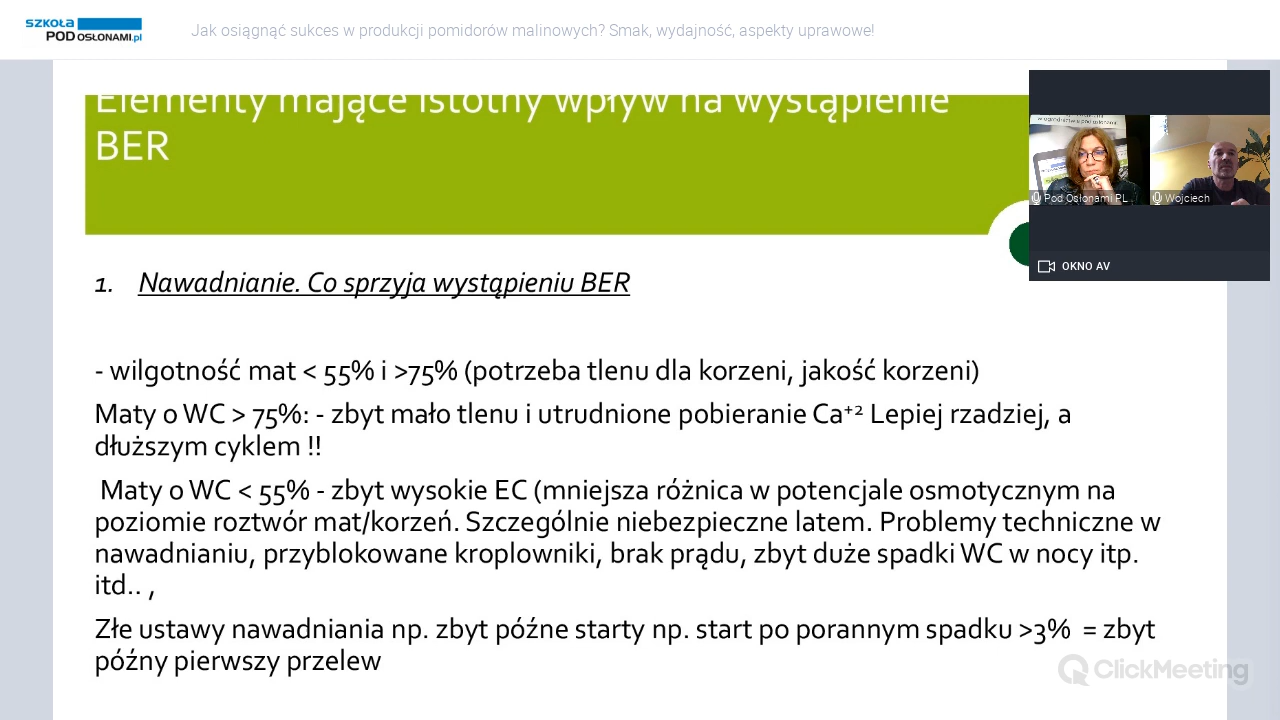 SZKOŁA
POD OSŁONAMI.pl
Jak osiągnąć sukces w produkcji pomidorów malinowych? Smak, wydajność, aspekty uprawowe!
Elementy mające istotny wpływ na wystąpienie
BER
Pod Osłonami PL
Wojciech
OKNO AV
1. Nawadnianie. Co sprzyja wystąpieniu BER
- wilgotność mat < 55% i >75% (potrzeba tlenu dla korzeni, jakość korzeni)
Maty o WC > 75%: - zbyt mało tlenu i utrudnione pobieranie Ca⁺² Lepiej rzadziej, a
dłuższym cyklem !!
Maty o WC < 55% - zbyt wysokie EC (mniejsza różnica w potencjale osmotycznym na
poziomie roztwór mat/korzeń. Szczególnie niebezpieczne latem. Problemy techniczne w
nawadnianiu, przyblokowane kroplowniki, brak prądu, zbyt duże spadki WC w nocy itp.
itd.. ,
Złe ustawy nawadniania np. zbyt późne starty np. start po porannym spadku >3% = zbyt
późny pierwszy przelew
ClickMeeting